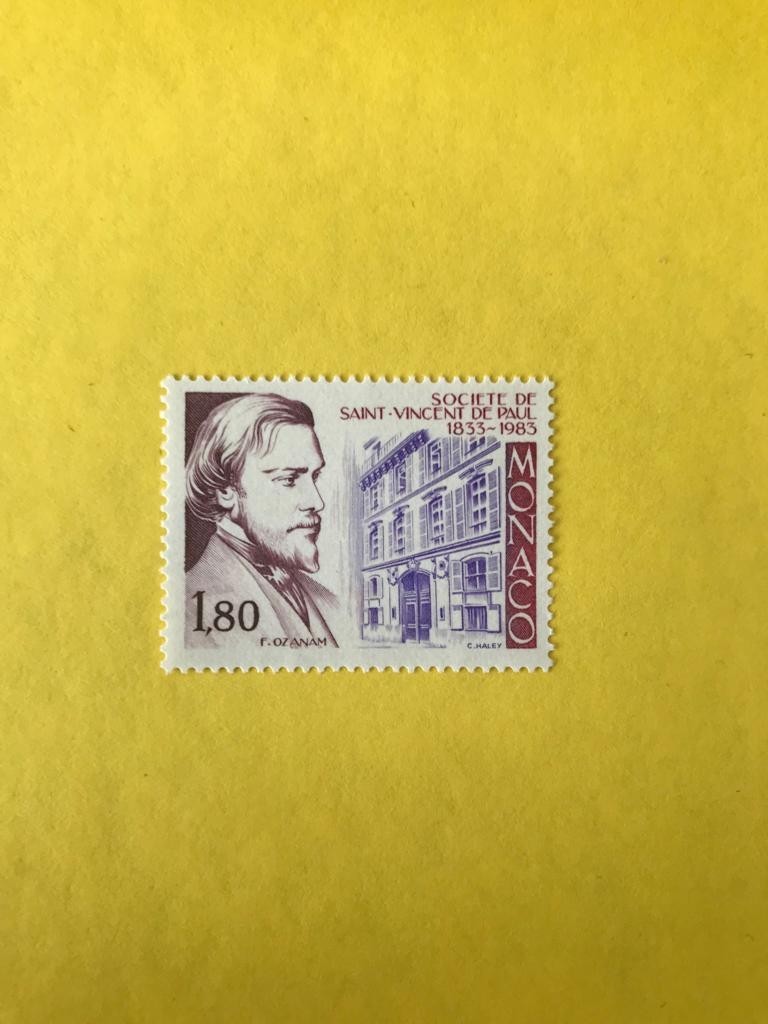 SOCIETE DE
SAINT-VINCENT DE PAUL
1833~1983
MONACO
1,80
F. OZANAM
C. HALEY